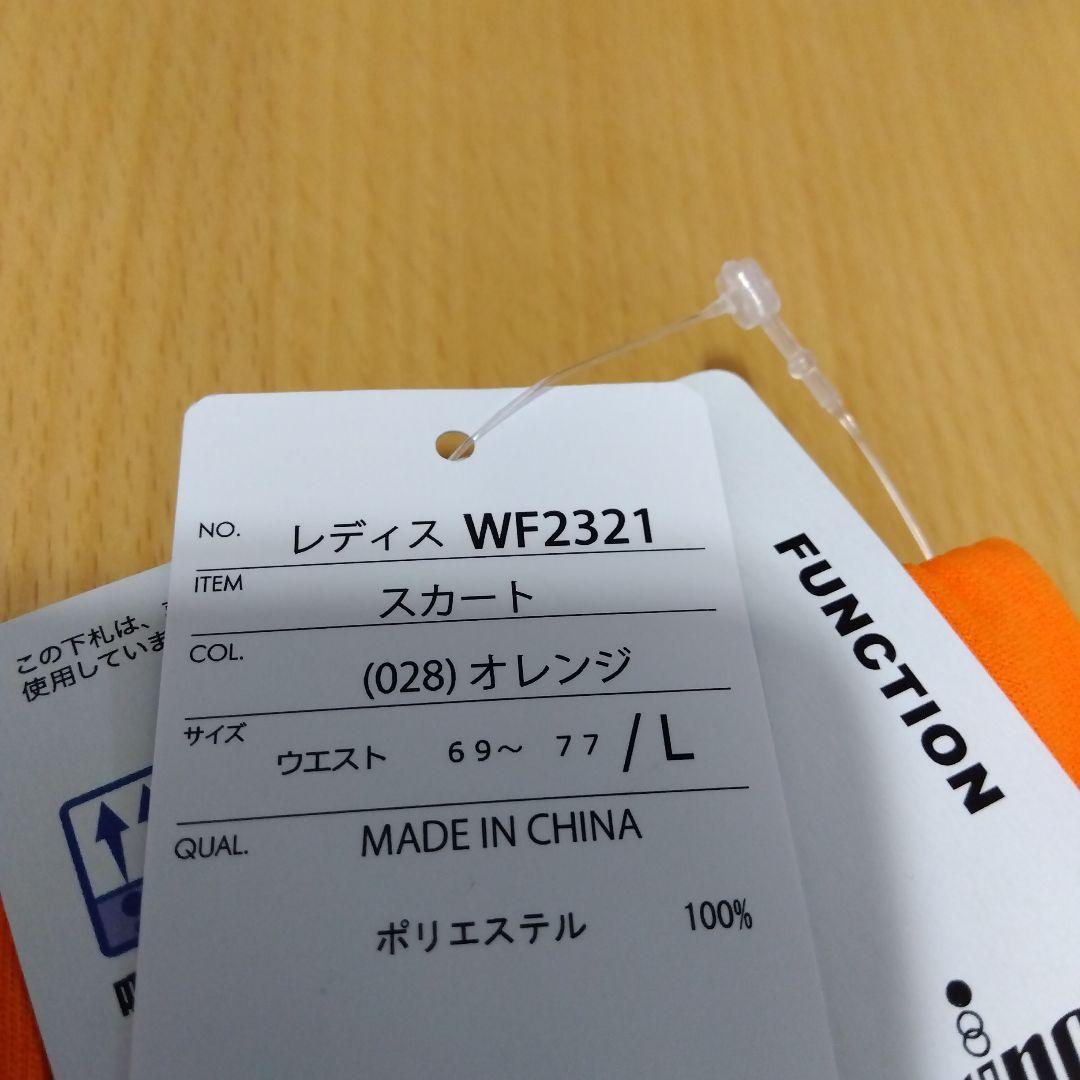 NO. レディス WF2321
ITEM スカート
COL. (028) オレンジ
サイズ ウエスト 69～ 77 / L
QUAL. MADE IN CHINA
ポリエステル 100%
この下札は、
使用していま
FUNCTION